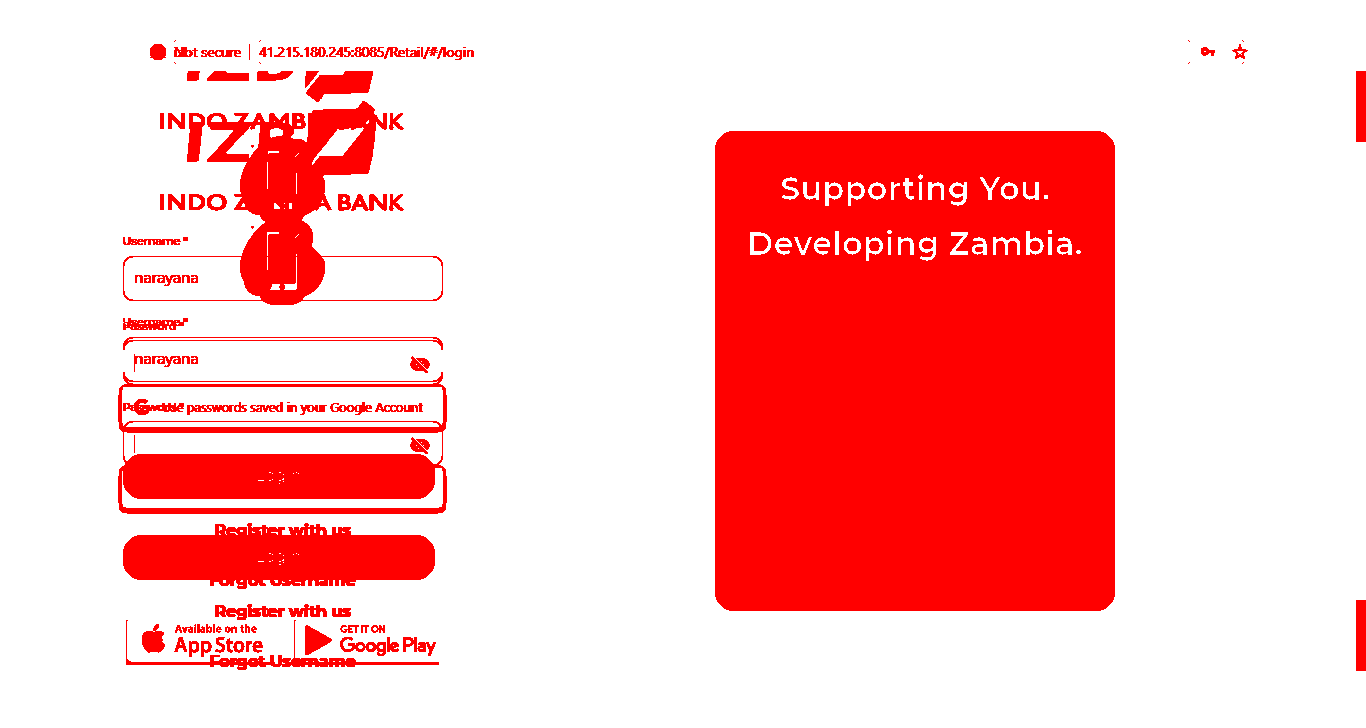 Not secure 41.215.180.245:8085/Retail/#/login
IZB
INDO ZAMBIA BANK
IZB
INDO ZAMBIA BANK
Username *
narayana
Username *
Password
narayana
Password *
Use passwords saved in your Google Account
Login
Register with us
Login
Forgot Username
Register with us
Available on the App Store
GET IT ON Google Play
Forgot Username
Supporting You.
Developing Zambia.